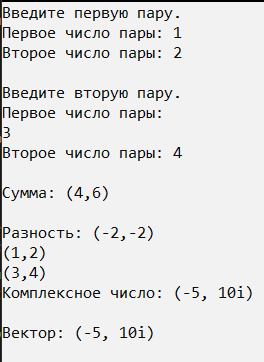 Введите первую пару.
Первое число пары: 1
Второе число пары: 2
Введите вторую пару.
Первое число пары:
3
Второе число пары: 4
Сумма: (4,6)
Разность: (-2,-2)
(1,2)
(3,4)
Комплексное число: (-5, 10i)
Вектор: (-5, 10i)